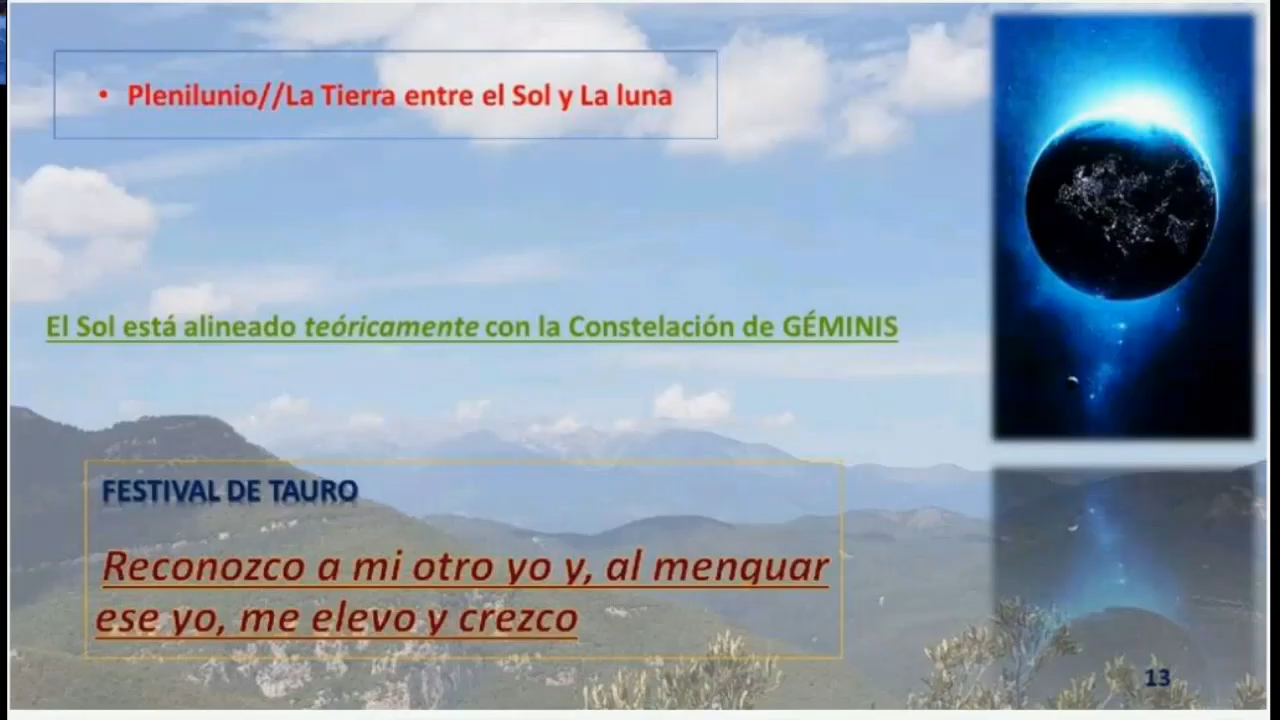 • Plenilunio//La Tierra entre el Sol y La luna
El Sol está alineado teóricamente con la Constelación de GÉMINIS
FESTIVAL DE TAURO
Reconozco a mi otro yo y, al menguar
ese yo, me elevo y crezco
13